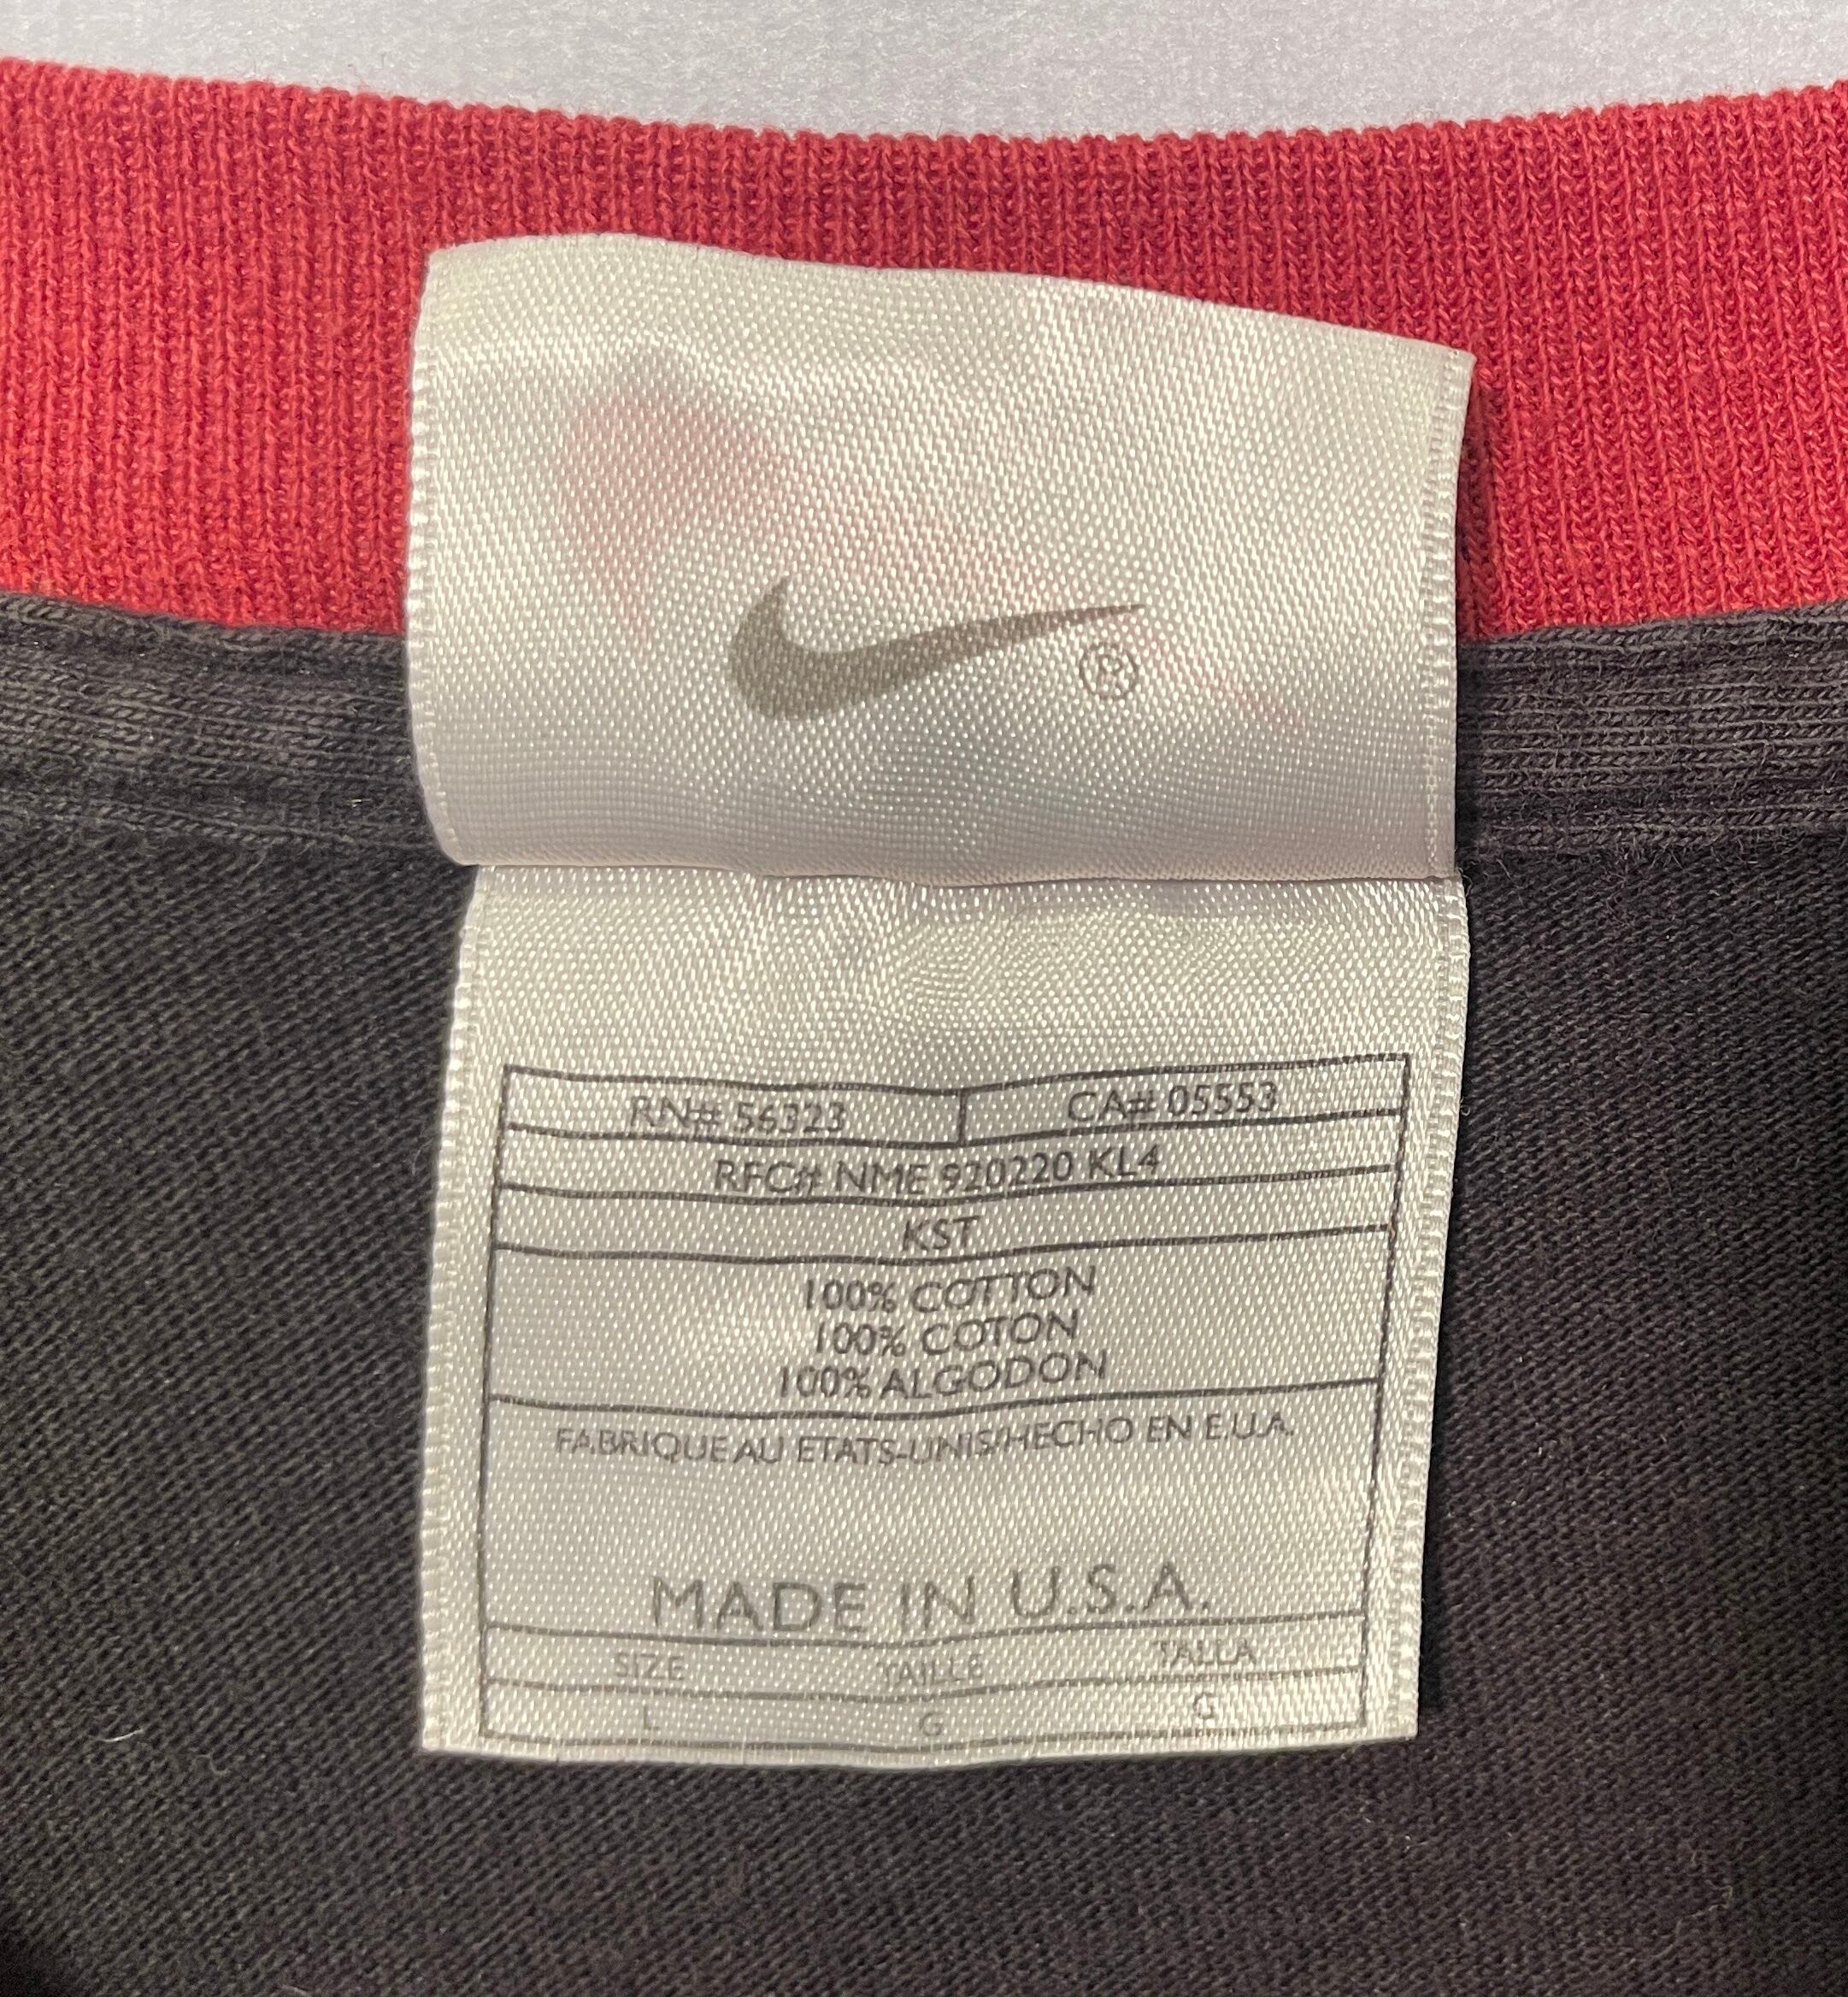 ®
RN# 56323 CA# 05553
RFC# NME 920220 KL4
KST
100% COTTON
100% COTON
100% ALGODON
FABRIQUE AU ETATS-UNIS/HECHO EN E.U.A.
MADE IN U.S.A.
SIZE TAILLE TALLA
L G G